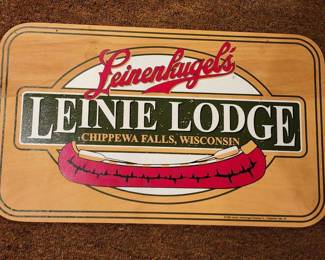 Leinenkugel's
LEINIE LODGE
CHIPPEWA FALLS, WISCONSIN